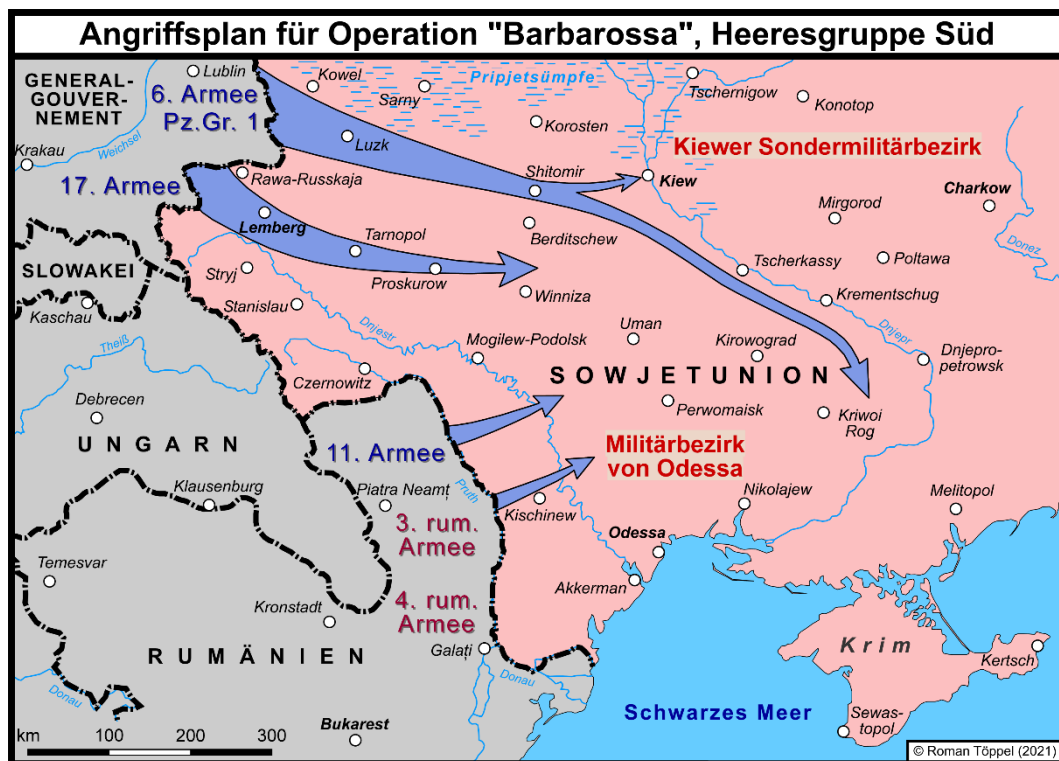 Angriffsplan für Operation "Barbarossa", Heeresgruppe Süd
GENERAL-
GOUVER-
NEMENT
Lublin
Kowel
Pripjetsümpfe
Tschernigow
Konotop
6. Armee
Pz.Gr. 1
Sarny
Korosten
Krakau
Weichsel
Luzk
Kiewer Sondermilitärbezirk
17. Armee
Rawa-Russkaja
Shitomir
Kiew
Charkow
Lemberg
Mirgorod
Tarnopol
Berditschew
Donez
SLOWAKEI
Stryj
Proskurow
Tscherkassy
Poltawa
Kaschau
Stanislau
Winniza
Krementschug
Theiß
Dnjestr
Mogilew-Podolsk
Uman
Kirowograd
Dnjepr
Dnjepro-
petrowsk
Czernowitz
SOWJETUNION
Debrecen
Perwomaisk
Kriwoi
Rog
UNGARN
11. Armee
Militärbezirk
von Odessa
Klausenburg
Piatra Neamț
Pruth
Kischinew
Nikolajew
Melitopol
3. rum.
Armee
Odessa
Temesvar
Akkerman
Kronstadt
4. rum.
Armee
RUMÄNIEN
Galați
Donau
Krim
Kertsch
Donau
Schwarzes Meer
Sewas-
topol
Bukarest
km 100 200 300
© Roman Töppel (2021)